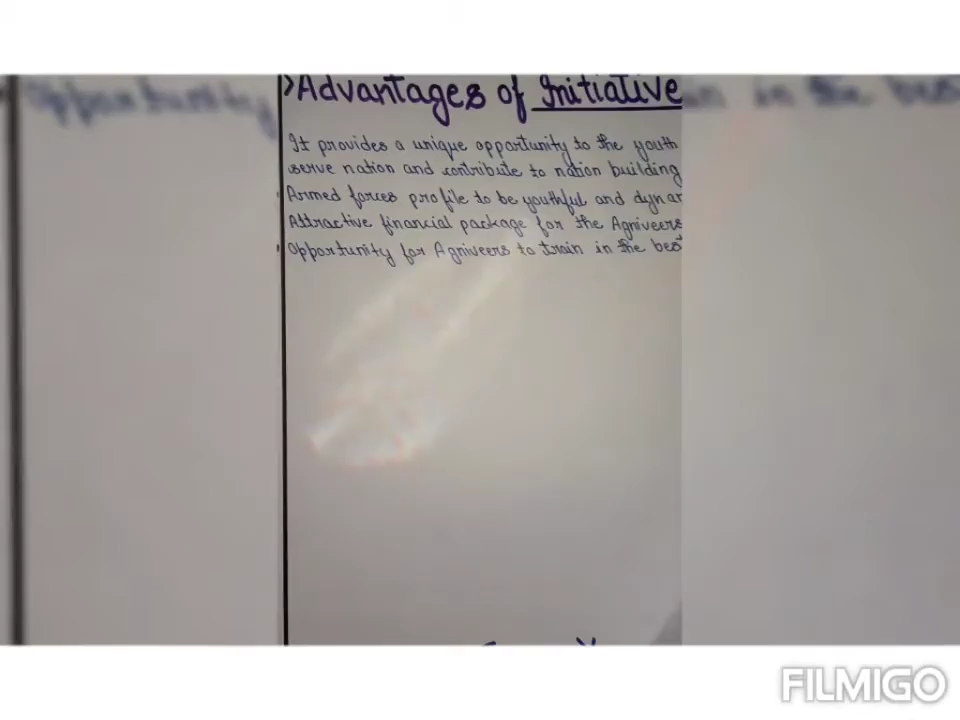 >Advantages of Initiative
It provides a unique opportunity to the youth
serve nation and contribute to nation building
Armed forces profile to be youthful and
Attractive financial package for the Agniveers
Opportunity for Agniveers to train in the best
FILMIGO